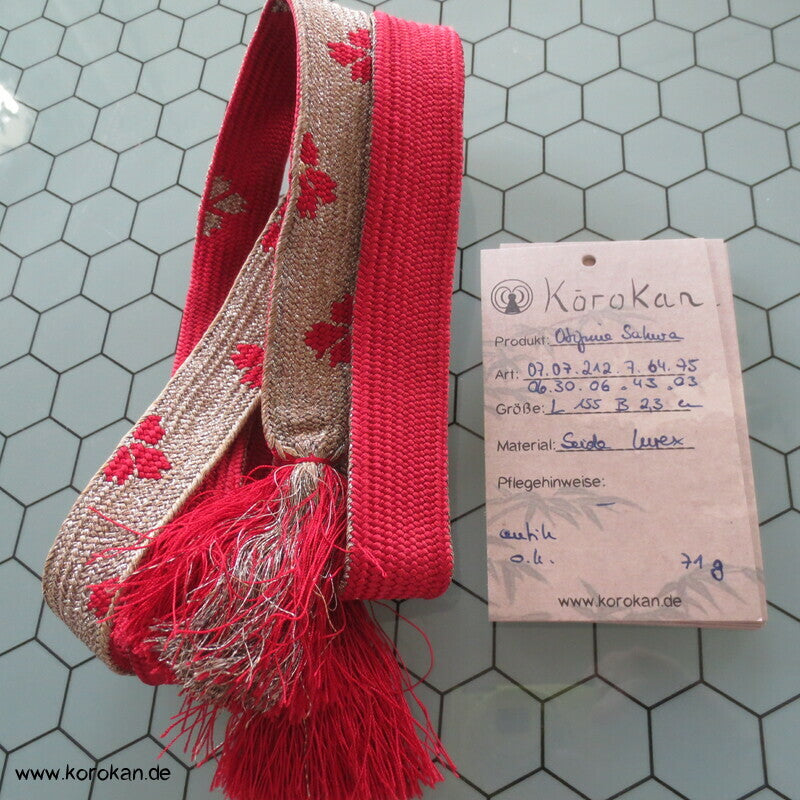 Kōrokan
Produkt: Obijime Sakura
Art: 07.07.212.7.64.75
06.30.06.43.03
Größe: L 155 B 2,3 cm
Material: Seide Lurex
Pflegehinweise: –
antik
o.k. 71 g
www.korokan.de
www.korokan.de